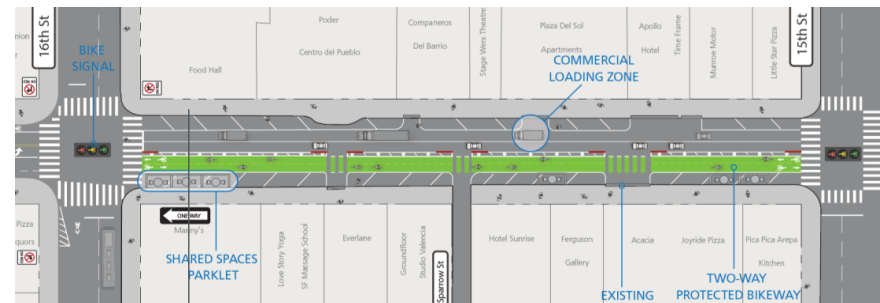 16th St
BIKE
SIGNAL
Food Hall
Poder
Centro del Pueblo
Companeros
Del Barrio
Stage Werx Theatre
Plaza Del Sol
Apartments
Apollo
Hotel
Time Frame
Munroe Motor
Little Star Pizza
15th St
COMMERCIAL
LOADING ZONE
ONE WAY
Pizza
quors
Manny's
SHARED SPACES
PARKLET
Love Story Yoga
SF Massage School
Everlane
Groundfloor
Studio Valencia
Sparrow St
Hotel Sunrise
Ferguson
Gallery
Acacia
Joyride Pizza
Pica Pica Arepa
Kitchen
EXISTING
TWO-WAY
PROTECTED BIKEWAY